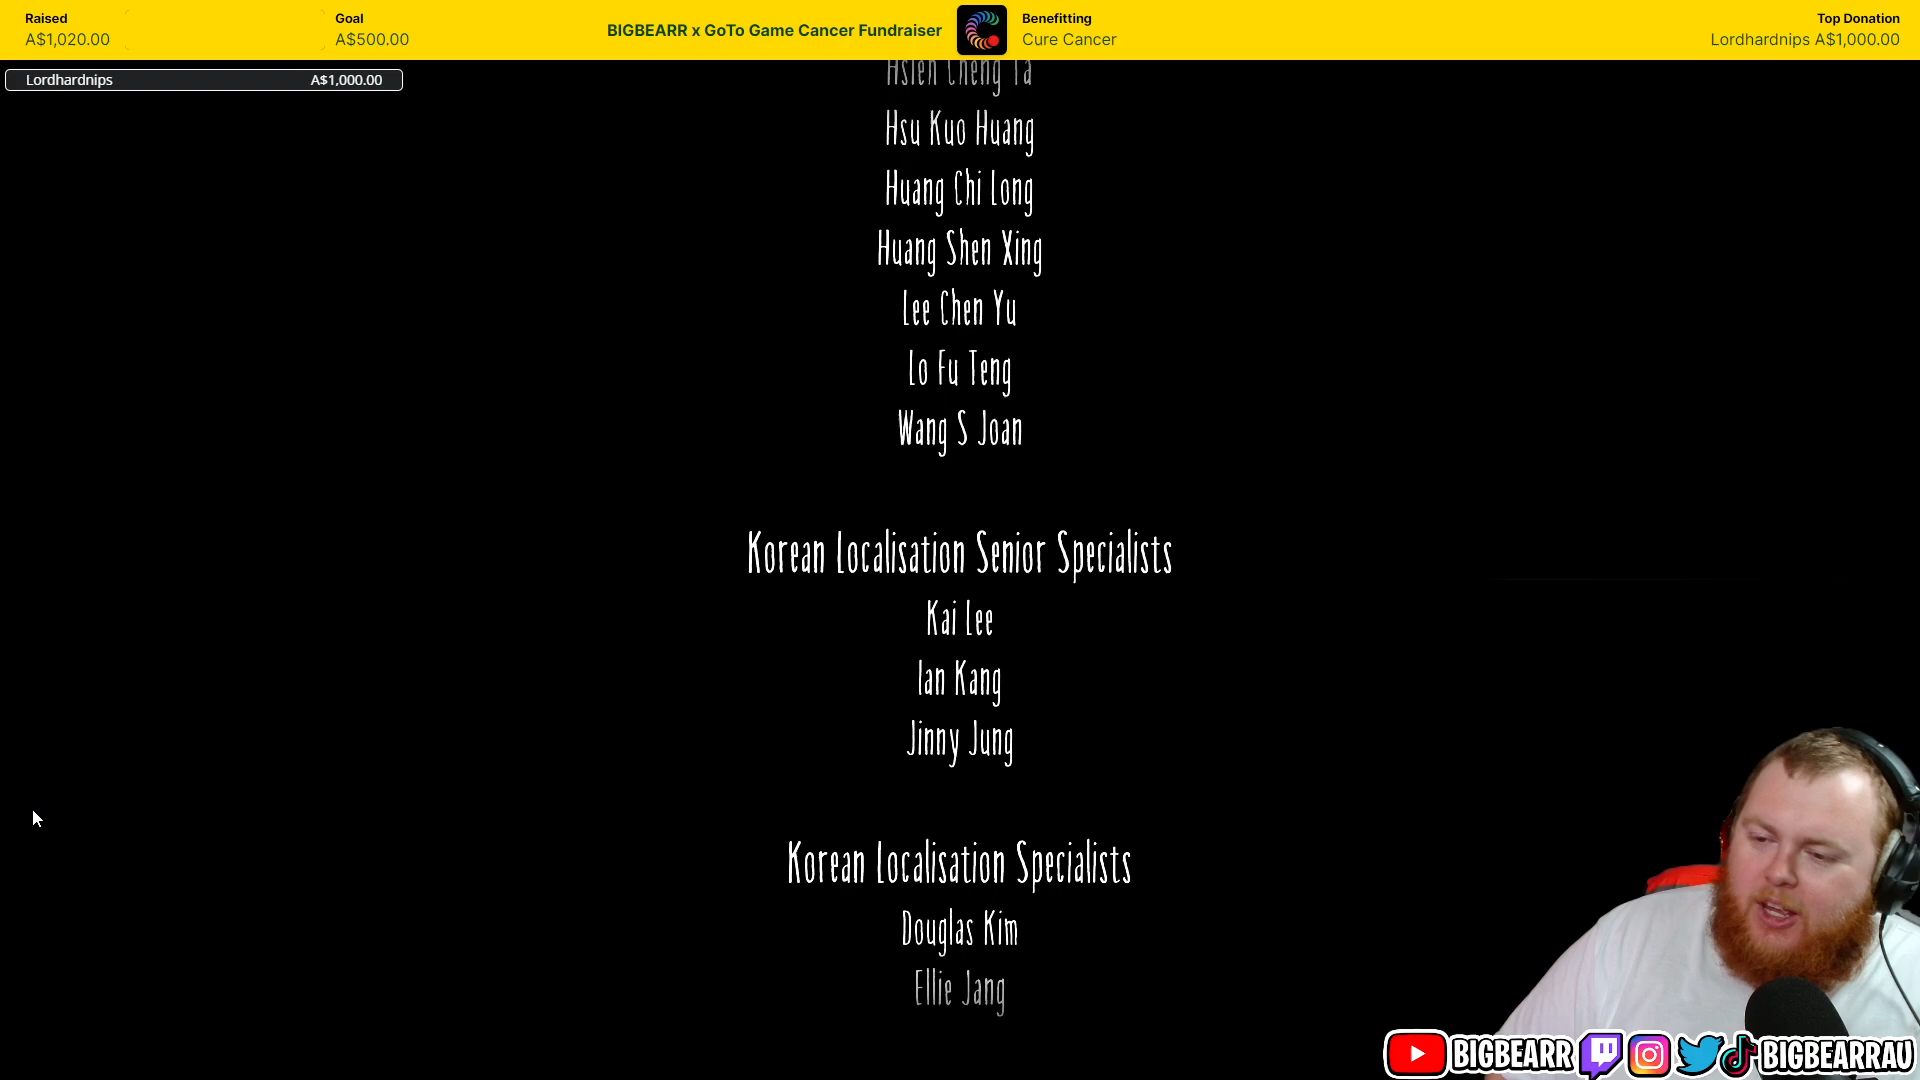 Raised
A$1,020.00
Goal
A$500.00
BIGBEARR x GoTo Game Cancer Fundraiser
Benefitting
Cure Cancer
Top Donation
Lordhardnips A$1,000.00
Lordhardnips A$1,000.00
Hsien Cheng Ta
Hsu Kuo Huang
Huang Chi Long
Huang Shen Xing
Lee Chen Yu
Lo Fu Teng
Wang S Joan
Korean Localisation Senior Specialists
Kai Lee
Ian Kang
Jinny Jung
Korean Localisation Specialists
Douglas Kim
Ellie Jang
BIGBEARR BIGBEARRAU